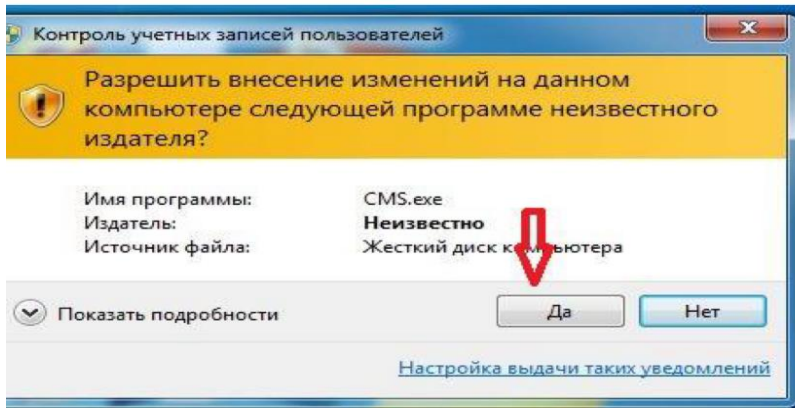 Контроль учетных записей пользователей
Разрешить внесение изменений на данном
компьютере следующей программе неизвестного
издателя?
Имя программы: CMS.exe
Издатель: Неизвестно
Источник файла: Жесткий диск компьютера
Показать подробности Да Нет
Настройка выдачи таких уведомлений